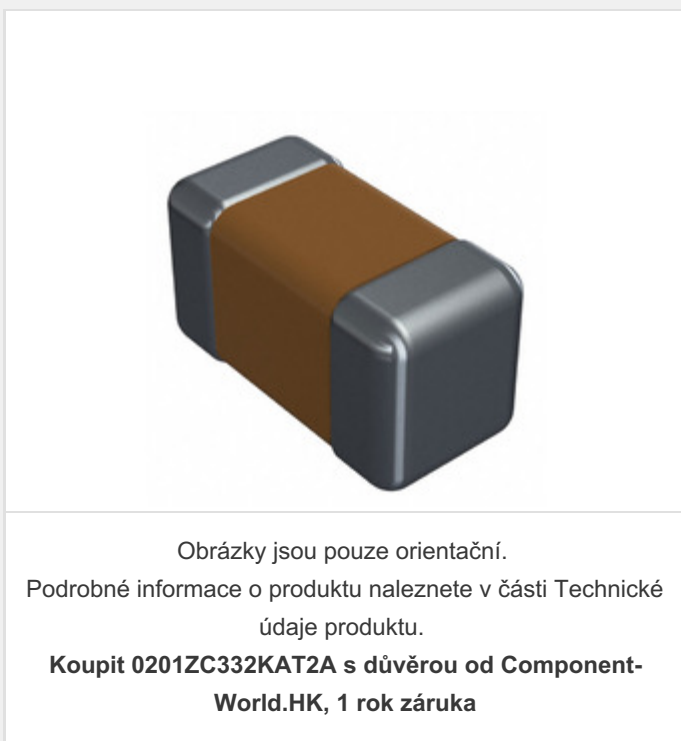 Obrázky jsou pouze orientační.
Podrobné informace o produktu naleznete v části Technické
údaje produktu.
Koupit 0201ZC332KAT2A s důvěrou od Component-
World.HK, 1 rok záruka